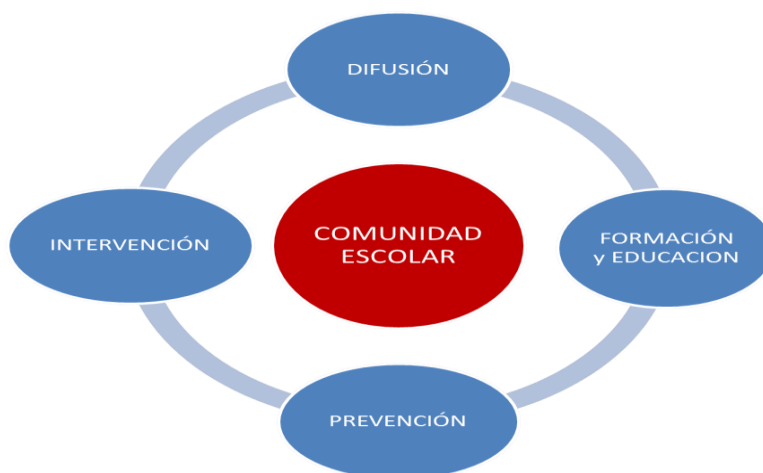 DIFUSIÓN
INTERVENCIÓN
COMUNIDAD
ESCOLAR
FORMACIÓN
y EDUCACION
PREVENCIÓN